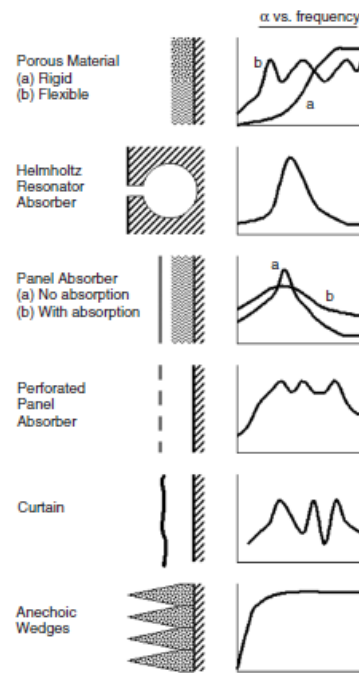 α vs. frequency
Porous Material
(a) Rigid
(b) Flexible
b
a
Helmholtz
Resonator
Absorber
Panel Absorber
(a) No absorption
(b) With absorption
a
b
Perforated
Panel
Absorber
Curtain
Anechoic
Wedges